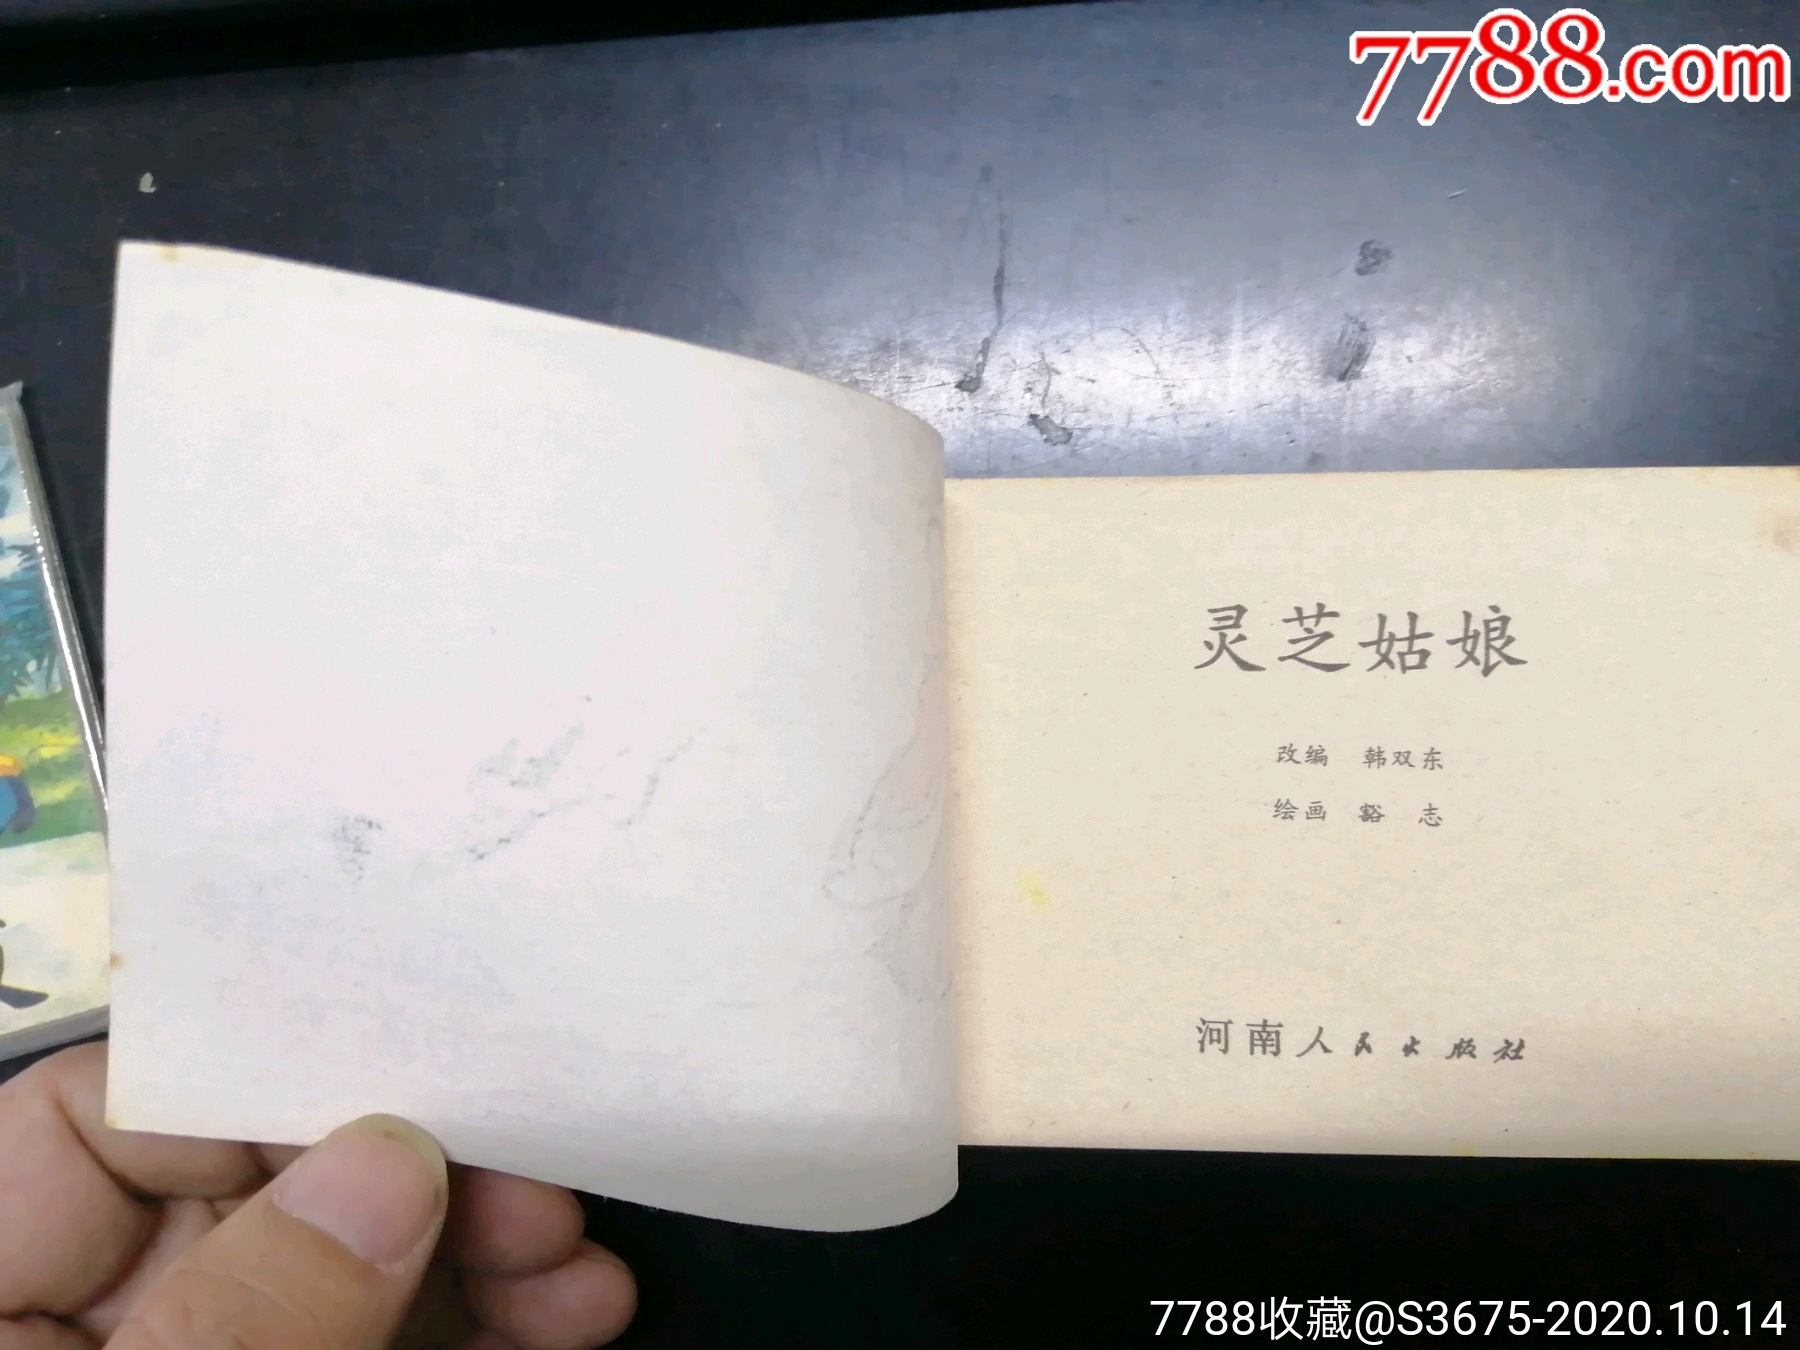 7788.com
灵芝姑娘
改编 韩双东
绘画 豁 志
河南人民出版社
7788收藏@S3675-2020.10.14